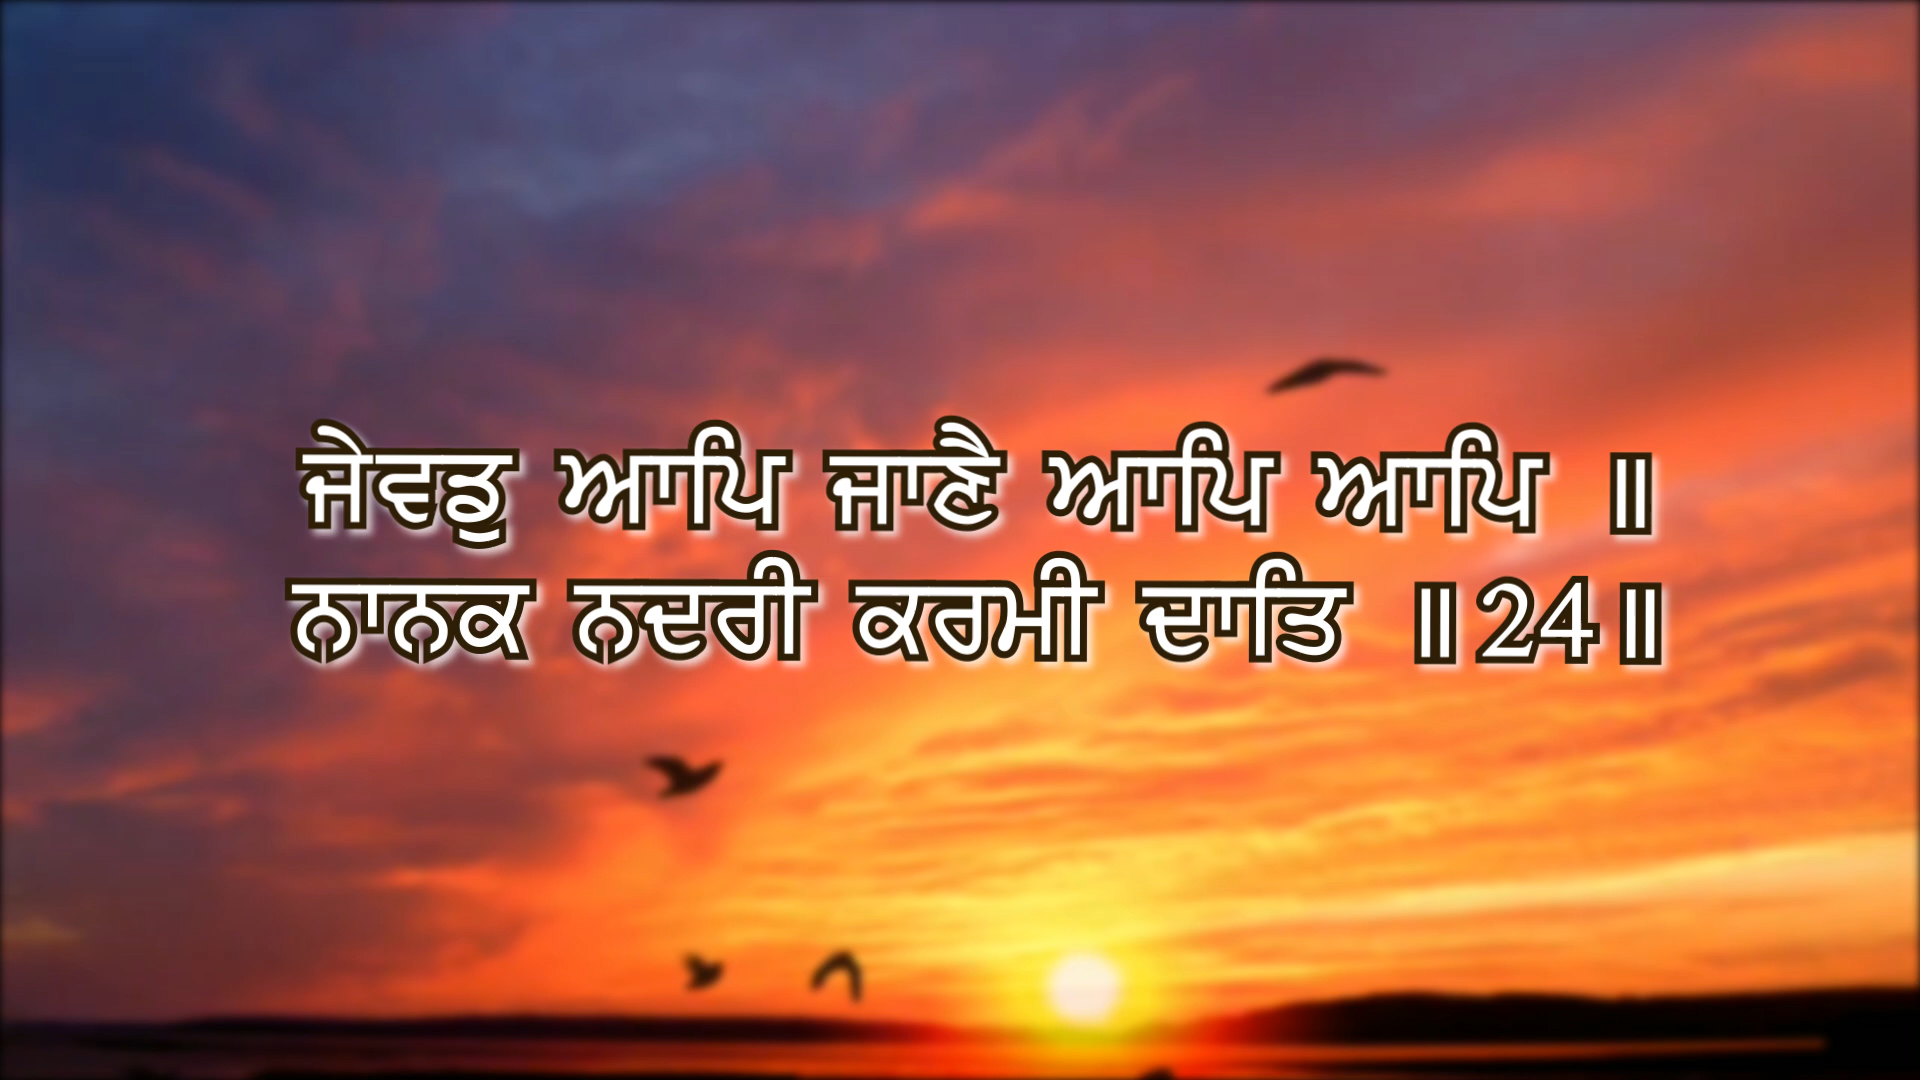 ਜੇਵਡੁ ਆਪਿ ਜਾਣੈ ਆਪਿ ਆਪਿ ॥
ਨਾਨਕ ਨਦਰੀ ਕਰਮੀ ਦਾਤਿ ॥24॥